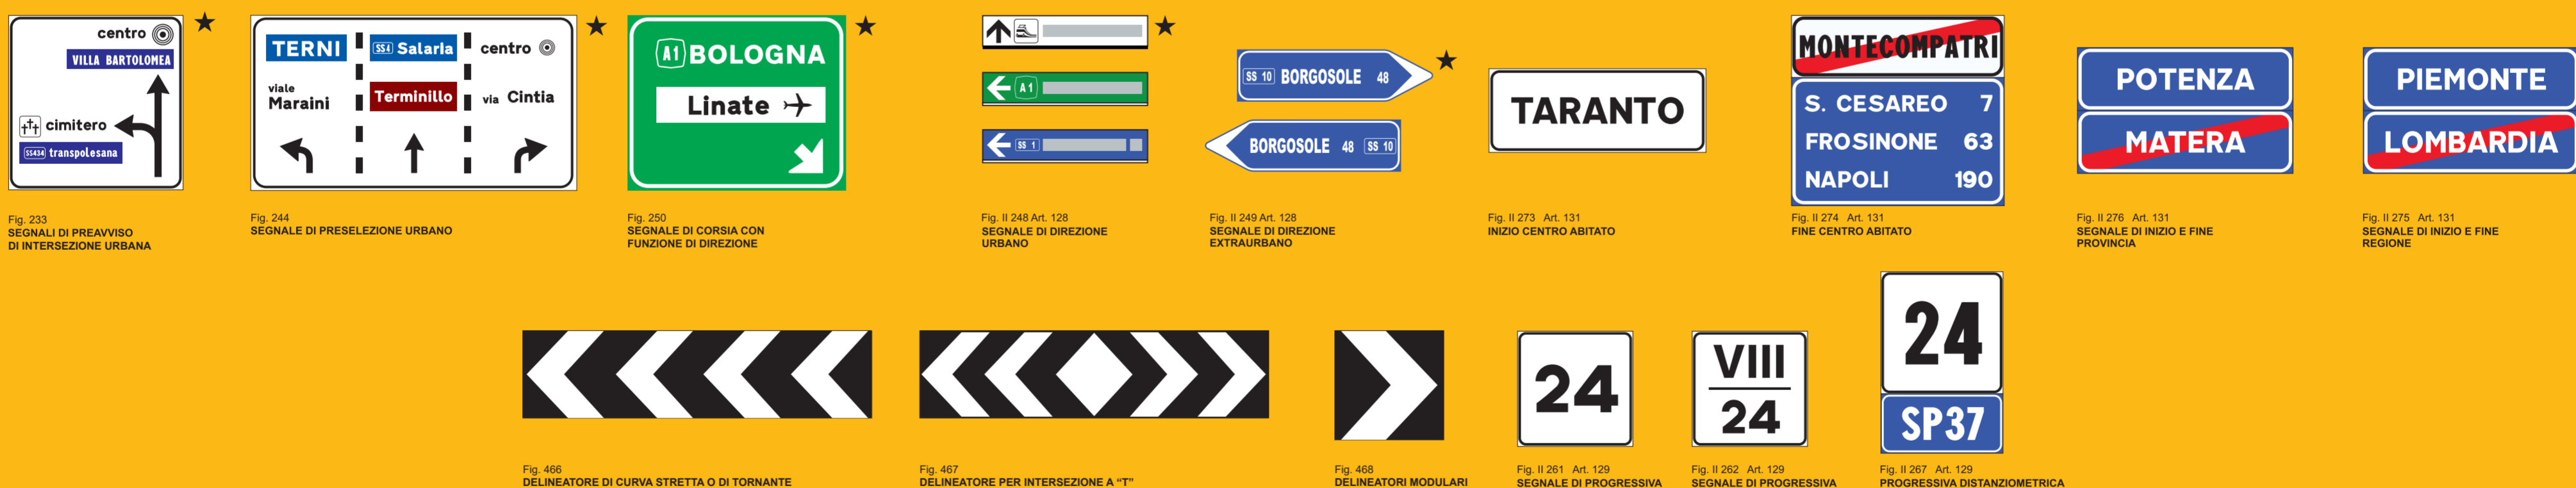 centro
VILLA BARTOLOMEA
cimitero
SS434 transpolesana
Fig. 233
SEGNALI DI PREAVVISO
DI INTERSEZIONE URBANA
TERNI
viale
Maraini
SS4 Salaria
Terminillo
centro
via Cintia
Fig. 244
SEGNALE DI PRESELEZIONE URBANO
A1 BOLOGNA
Linate
Fig. 250
SEGNALE DI CORSIA CON
FUNZIONE DI DIREZIONE
A1
SS 1
Fig. II 248 Art. 128
SEGNALE DI DIREZIONE
URBANO
SS 10 BORGOSOLE 48
BORGOSOLE 48 SS 10
Fig. II 249 Art. 128
SEGNALE DI DIREZIONE
EXTRAURBANO
TARANTO
Fig. II 273 Art. 131
INIZIO CENTRO ABITATO
MONTECOMPATRI
S. CESAREO 7
FROSINONE 63
NAPOLI 190
Fig. II 274 Art. 131
FINE CENTRO ABITATO
POTENZA
MATERA
Fig. II 276 Art. 131
SEGNALE DI INIZIO E FINE
PROVINCIA
PIEMONTE
LOMBARDIA
Fig. II 275 Art. 131
SEGNALE DI INIZIO E FINE
REGIONE
Fig. 466
DELINEATORE DI CURVA STRETTA O DI TORNANTE
Fig. 467
DELINEATORE PER INTERSEZIONE A “T”
Fig. 468
DELINEATORI MODULARI
24
Fig. II 261 Art. 129
SEGNALE DI PROGRESSIVA
VIII
24
Fig. II 262 Art. 129
SEGNALE DI PROGRESSIVA
24
SP37
Fig. II 267 Art. 129
PROGRESSIVA DISTANZIOMETRICA